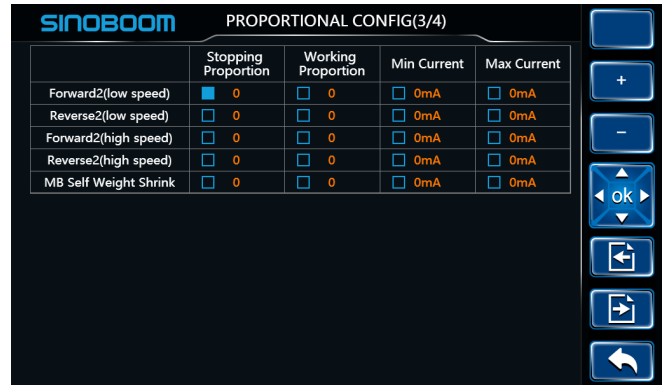 SINOBOOM
PROPORTIONAL CONFIG(3/4)
Stopping Proportion Working Proportion Min Current Max Current
Forward2(low speed) 0 0 0mA 0mA
Reverse2(low speed) 0 0 0mA 0mA
Forward2(high speed) 0 0 0mA 0mA
Reverse2(high speed) 0 0 0mA 0mA
MB Self Weight Shrink 0 0 0mA 0mA
+
−
ok